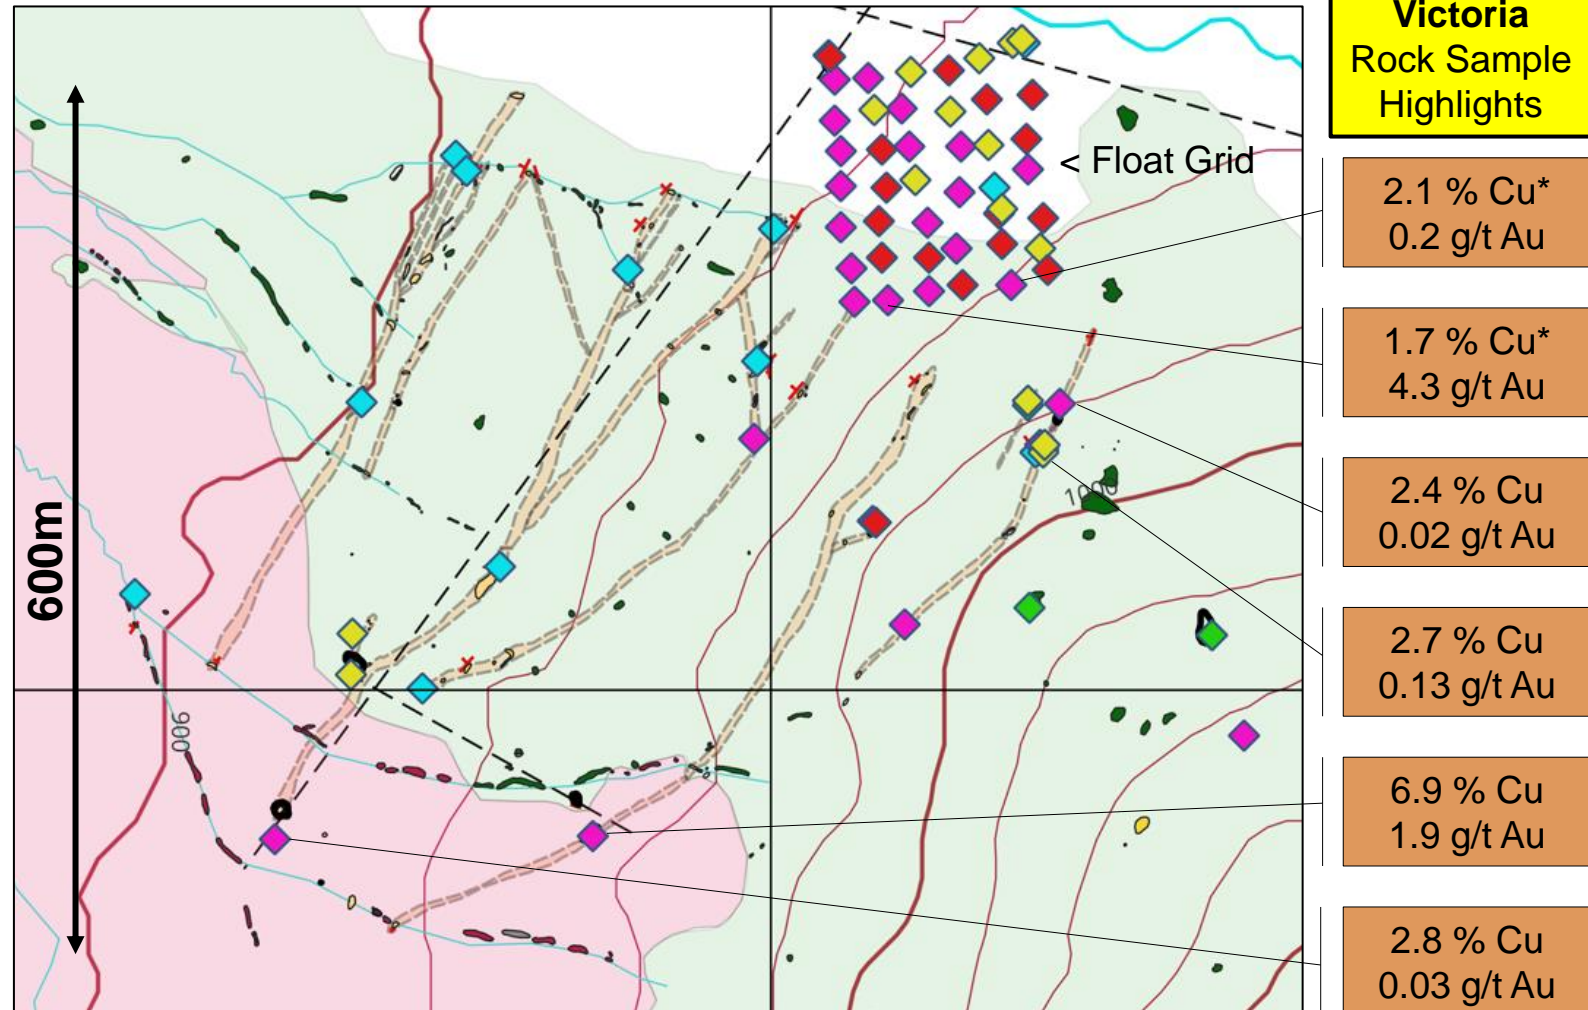 Victoria
Rock Sample
Highlights
< Float Grid
2.1 % Cu*
0.2 g/t Au
1.7 % Cu*
4.3 g/t Au
2.4 % Cu
0.02 g/t Au
2.7 % Cu
0.13 g/t Au
6.9 % Cu
1.9 g/t Au
2.8 % Cu
0.03 g/t Au
600m
1000
900